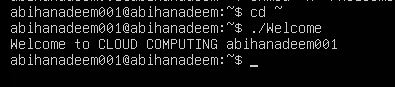 abihanadeem001@abihanadeem:~$ cd ~
abihanadeem001@abihanadeem:~$ ./Welcome
Welcome to CLOUD COMPUTING abihanadeem001
abihanadeem001@abihanadeem:~$ _